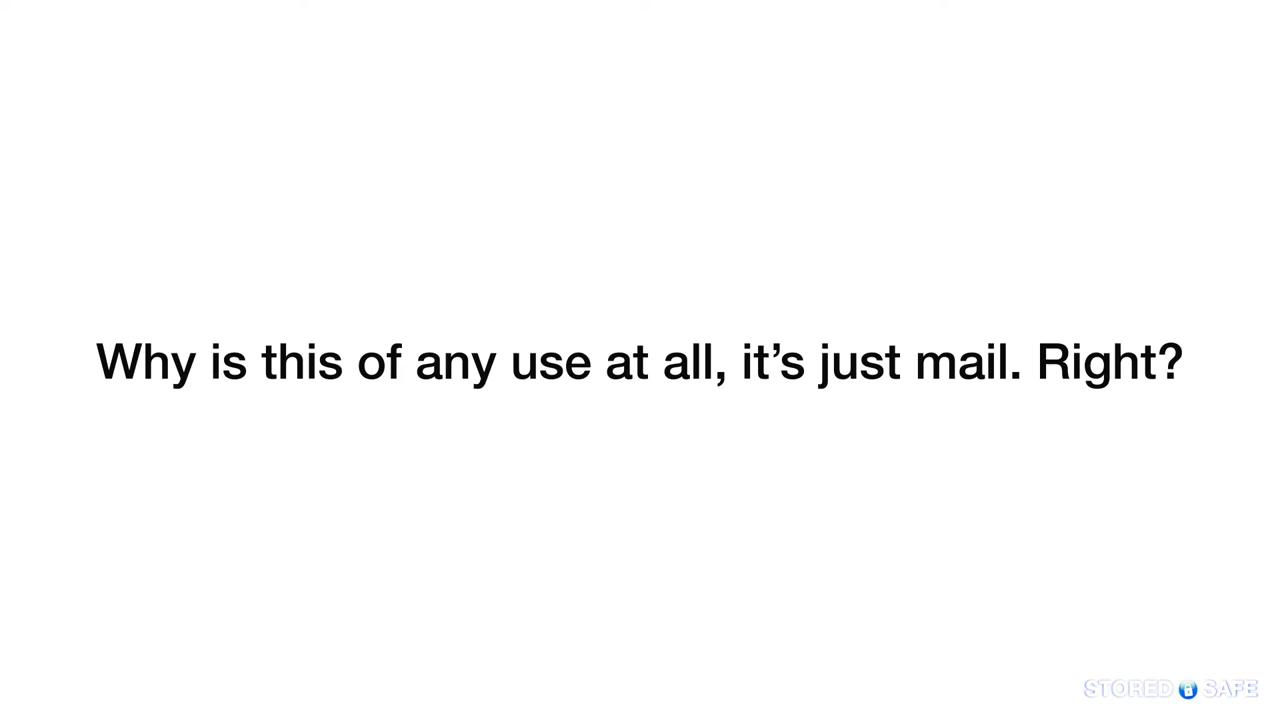 Why is this of any use at all, it’s just mail. Right?
STORED SAFE